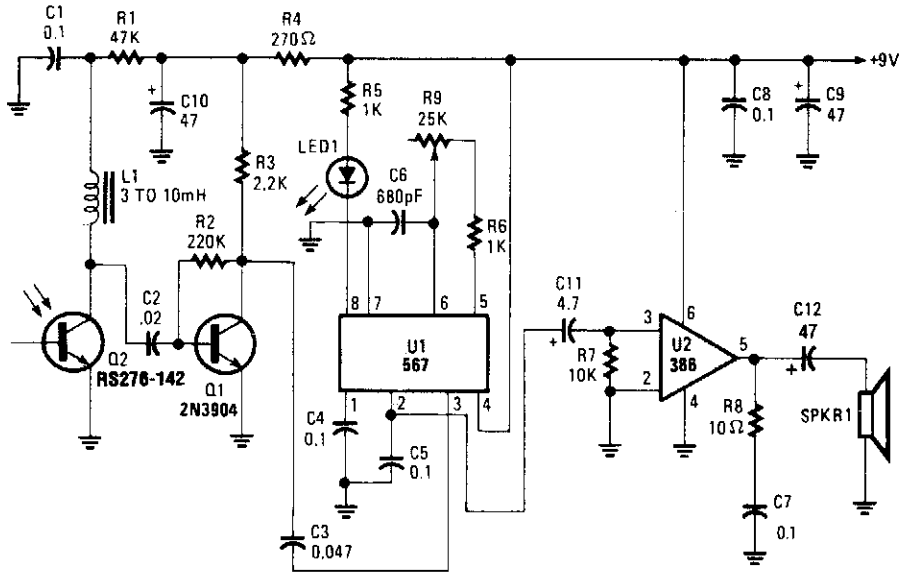 C1
0.1
R1
47K
R4
270Ω
+9V
+
C10
47
R5
1K
R9
25K
C8
0.1
+
C9
47
LED1
R3
2,2K
C6
680pF
L1
3 TO 10mH
R6
1K
R2
220K
C11
4.7
+
C2
.02
8
7
6
5
3
6
C12
47
+
Q2
RS276-142
Q1
2N3904
U1
567
R7
10K
U2
386
5
2
4
1
2
3
4
R8
10Ω
SPKR1
C4
0.1
C5
0.1
C7
0.1
C3
0,047